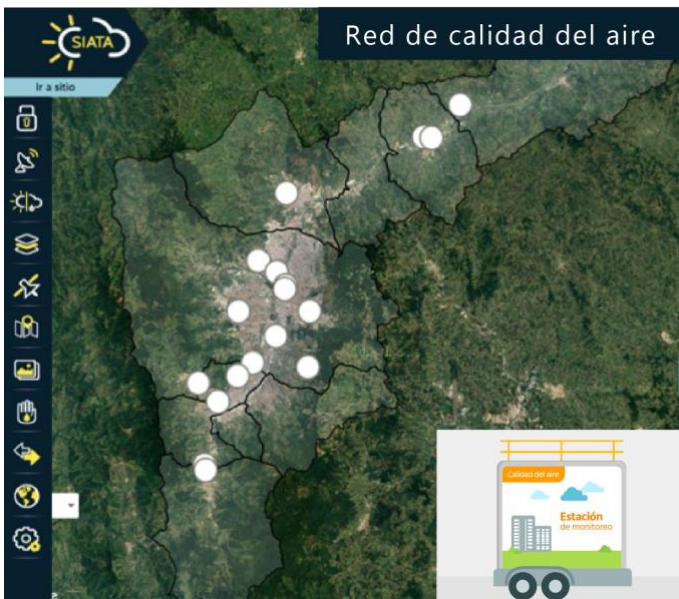 SIATA
Red de calidad del aire
Ir a sitio
Calidad del aire
Estación
de monitoreo